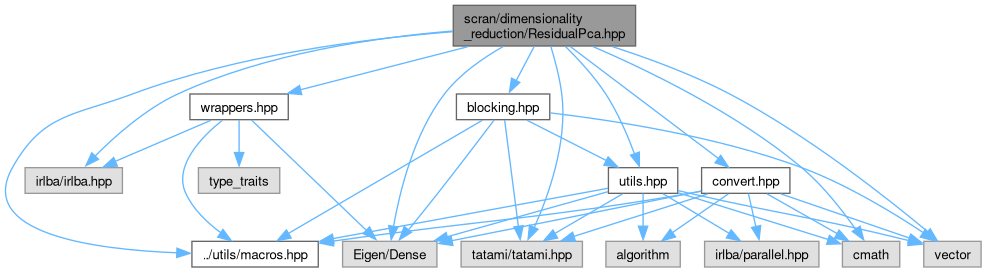 scran/dimensionality
_reduction/ResidualPca.hpp
wrappers.hpp
blocking.hpp
irlba/irlba.hpp
type_traits
utils.hpp
convert.hpp
../utils/macros.hpp
Eigen/Dense
tatami/tatami.hpp
algorithm
irlba/parallel.hpp
cmath
vector